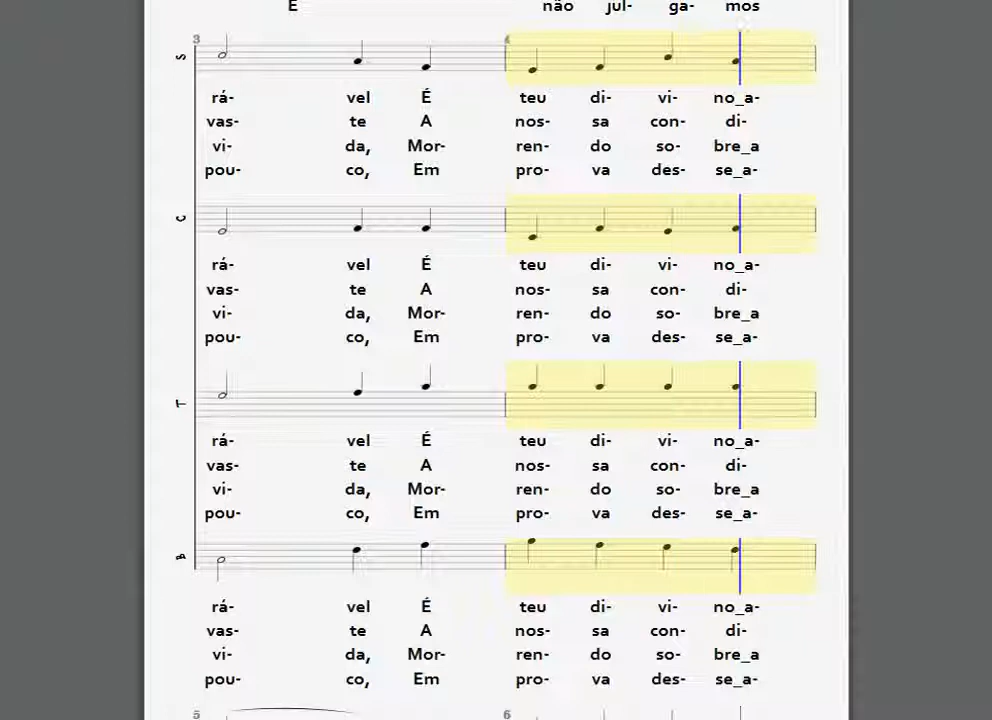 E não jul- ga- mos
3 4
S
rá- vel É teu di- vi- no_a-
vas- te A nos- sa con- di-
vi- da, Mor- ren- do so- bre_a
pou- co, Em pro- va des- se_a-
C
rá- vel É teu di- vi- no_a-
vas- te A nos- sa con- di-
vi- da, Mor- ren- do so- bre_a
pou- co, Em pro- va des- se_a-
T
rá- vel É teu di- vi- no_a-
vas- te A nos- sa con- di-
vi- da, Mor- ren- do so- bre_a
pou- co, Em pro- va des- se_a-
B
rá- vel É teu di- vi- no_a-
vas- te A nos- sa con- di-
vi- da, Mor- ren- do so- bre_a
pou- co, Em pro- va des- se_a-
5 6